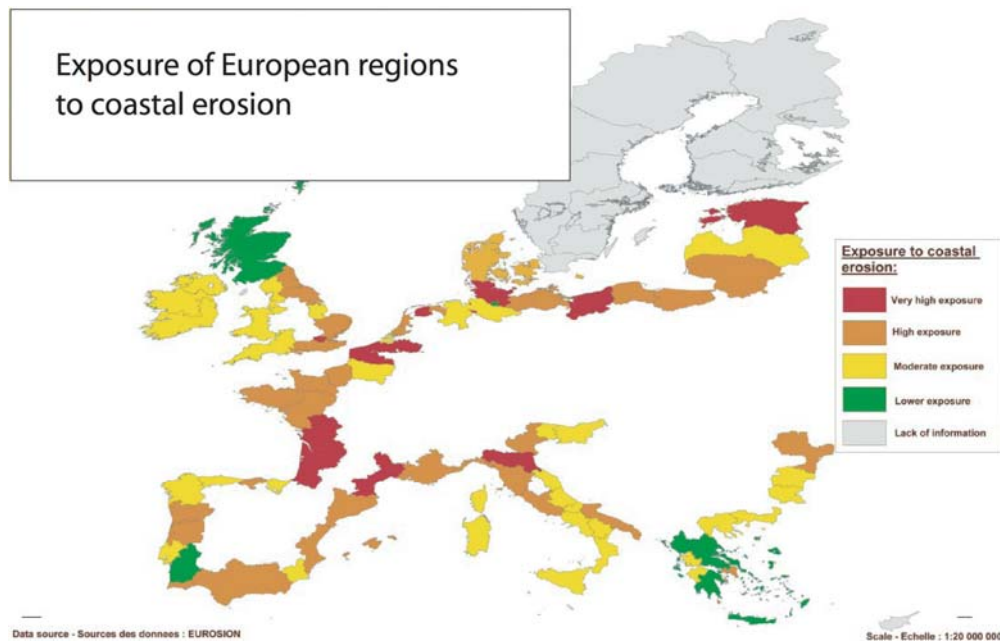 Exposure of European regions
to coastal erosion
Exposure to coastal
erosion:
Very high exposure
High exposure
Moderate exposure
Lower exposure
Lack of information
Data source - Sources des donnees : EUROSION
Scale - Echelle : 1:20 000 000